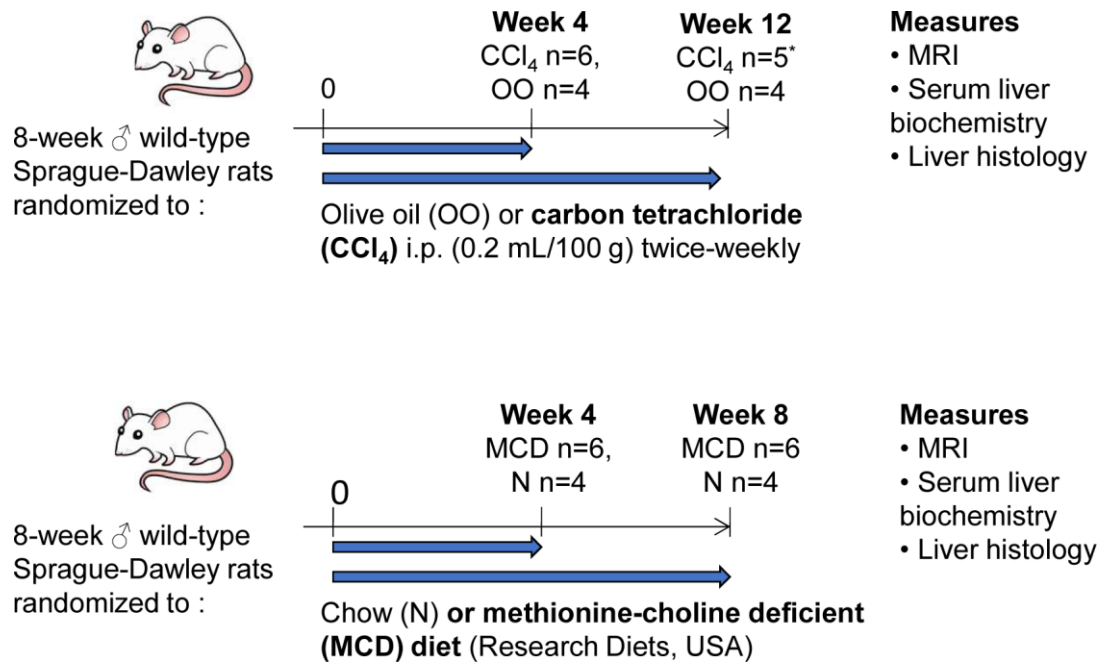 Week 4
CCl₄ n=6,
OO n=4
Week 12
CCl₄ n=5*
OO n=4
Measures
• MRI
• Serum liver
biochemistry
• Liver histology
0
8-week ♂ wild-type
Sprague-Dawley rats
randomized to :
Olive oil (OO) or carbon tetrachloride
(CCl₄) i.p. (0.2 mL/100 g) twice-weekly
Week 4
MCD n=6,
N n=4
Week 8
MCD n=6
N n=4
Measures
• MRI
• Serum liver
biochemistry
• Liver histology
0
8-week ♂ wild-type
Sprague-Dawley rats
randomized to :
Chow (N) or methionine-choline deficient
(MCD) diet (Research Diets, USA)